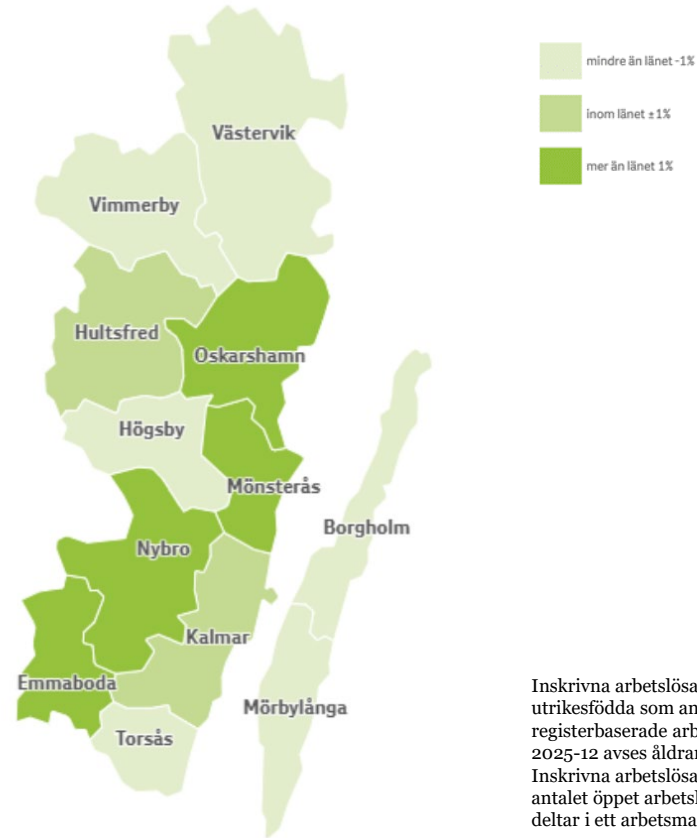 Västervik
Vimmerby
Hultsfred
Oskarshamn
Högsby
Mönsterås
Borgholm
Nybro
Kalmar
Emmaboda
Mörbylånga
Torsås
mindre än länet -1%
inom länet ±1%
mer än länet 1%
Inskrivna arbetslösa
utrikesfödda som an
registerbaserade arb
2025-12 avses åldrar
Inskrivna arbetslösa
antalet öppet arbetsl
deltar i ett arbetsma